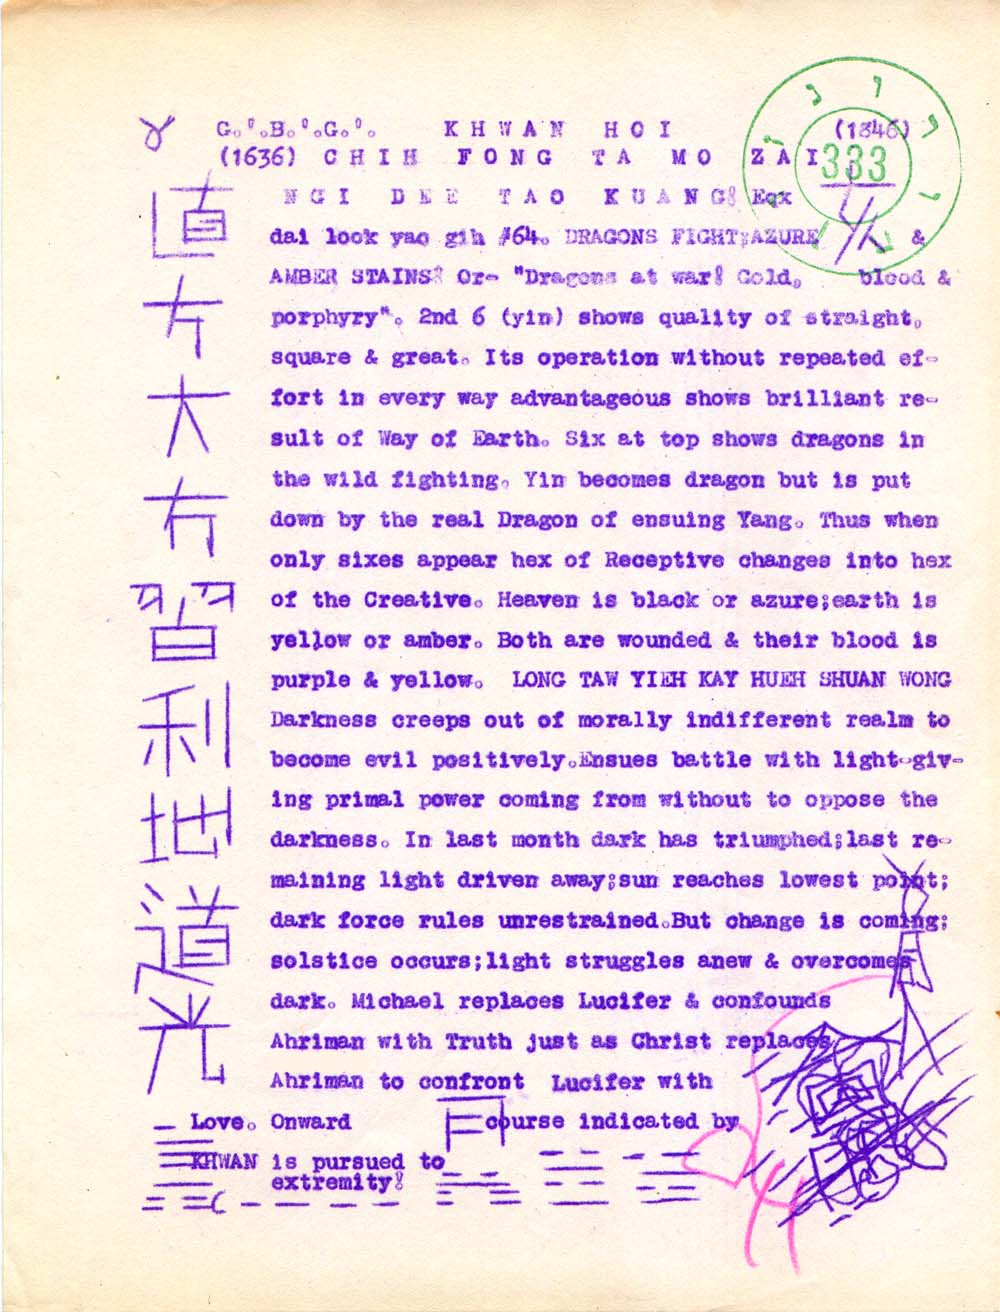 G.°.B.°.G.°. KHWAN HOI (1846)
(1636) CHIH FONG TA MO ZAI
333
NGI DEE TAO KUANG! Eqx
dai look yao gih #64. DRAGONS FIGHT;AZURE &
AMBER STAINS! Or- "Dragons at war! Gold, blood &
porphyry". 2nd 6 (yin) shows quality of straight,
square & great. Its operation without repeated ef-
fort in every way advantageous shows brilliant re-
sult of Way of Earth. Six at top shows dragons in
the wild fighting. Yin becomes dragon but is put
down by the real Dragon of ensuing Yang. Thus when
only sixes appear hex of Receptive changes into hex
of the Creative. Heaven is black or azure;earth is
yellow or amber. Both are wounded & their blood is
purple & yellow. LONG TAW YIEH KAY HUEH SHUAN WONG
Darkness creeps out of morally indifferent realm to
become evil positively.Ensues battle with light-giv-
ing primal power coming from without to oppose the
darkness. In last month dark has triumphed;last re-
maining light driven away;sun reaches lowest point;
dark force rules unrestrained.But change is coming;
solstice occurs;light struggles anew & overcomes
dark. Michael replaces Lucifer & confounds
Ahriman with Truth just as Christ replaces
Ahriman to confront Lucifer with
Love. Onward course indicated by
KHWAN is pursued to
extremity!
直
方
大
方
習
利
地
道
光